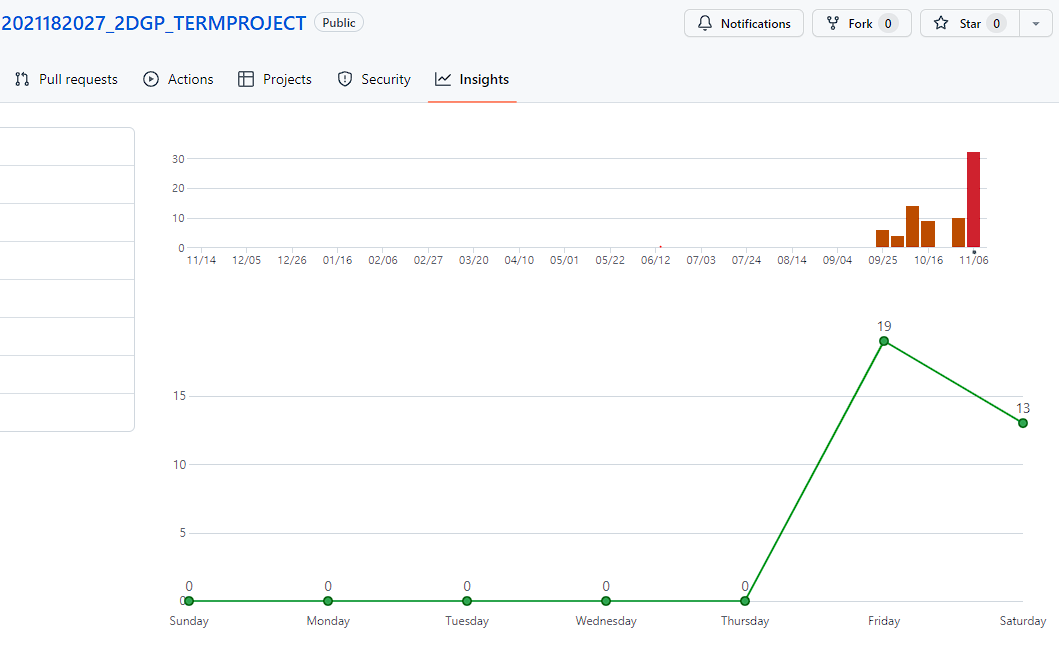 2021182027_2DGP_TERMPROJECT Public Notifications Fork 0 Star 0
Pull requests Actions Projects Security Insights
30
20
10
0
11/14 12/05 12/26 01/16 02/06 02/27 03/20 04/10 05/01 05/22 06/12 07/03 07/24 08/14 09/04 09/25 10/16 11/06
19
13
15
10
5
0 0 0 0 0
0
Sunday Monday Tuesday Wednesday Thursday Friday Saturday